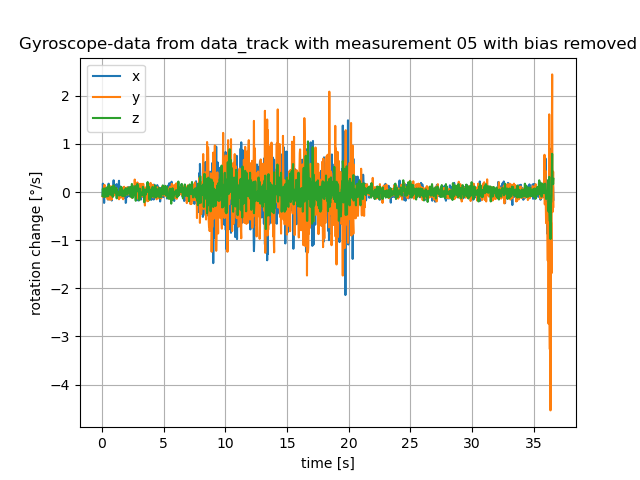 Gyroscope-data from data_track with measurement 05 with bias removed
x
y
z
rotation change [°/s]
2
1
0
−1
−2
−3
−4
0 5 10 15 20 25 30 35
time [s]